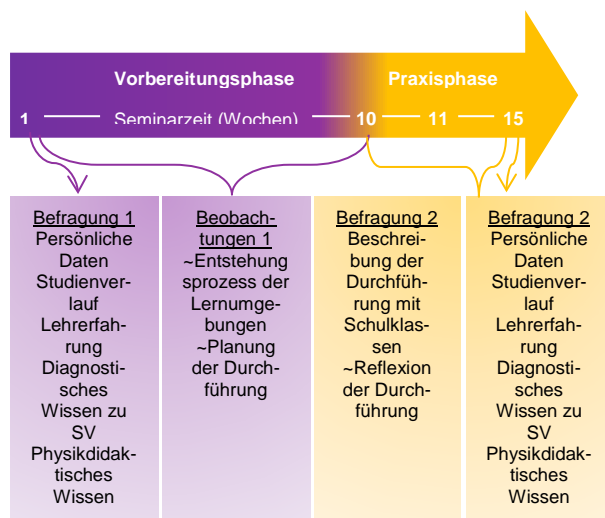 Vorbereitungsphase Praxisphase
1 Seminarzeit (Wochen) 10 11 15
Befragung 1
Persönliche
Daten
Studienver-
lauf
Lehrerfah-
rung
Diagnosti-
sches
Wissen zu
SV
Physikdidak-
tisches
Wissen
Beobach-
tungen 1
~Entstehung
sprozess der
Lernumge-
bungen
~Planung
der Durch-
führung
Befragung 2
Beschrei-
bung der
Durchfüh-
rung mit
Schulklas-
sen
~Reflexion
der Durch-
führung
Befragung 2
Persönliche
Daten
Studienver-
lauf
Lehrerfah-
rung
Diagnosti-
sches
Wissen zu
SV
Physikdidak-
tisches
Wissen